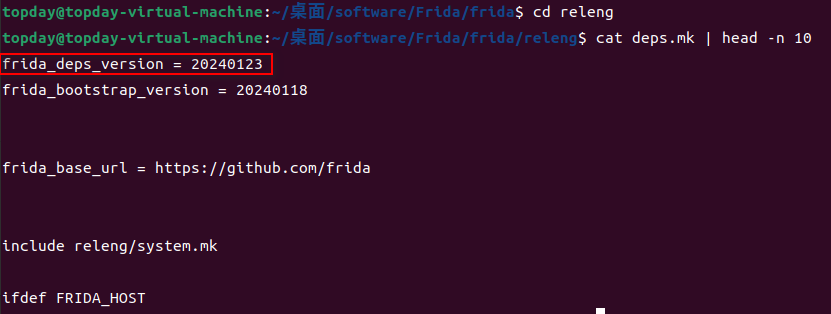 topday@topday-virtual-machine:~/桌面/software/Frida/frida$ cd releng
topday@topday-virtual-machine:~/桌面/software/Frida/frida/releng$ cat deps.mk | head -n 10
frida_deps_version = 20240123
frida_bootstrap_version = 20240118
frida_base_url = https://github.com/frida
include releng/system.mk
ifdef FRIDA_HOST